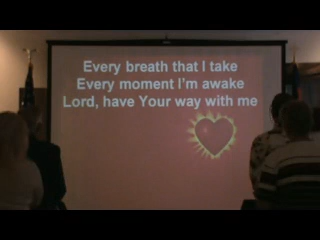 Every breath that I take
Every moment I'm awake
Lord, have Your way with me